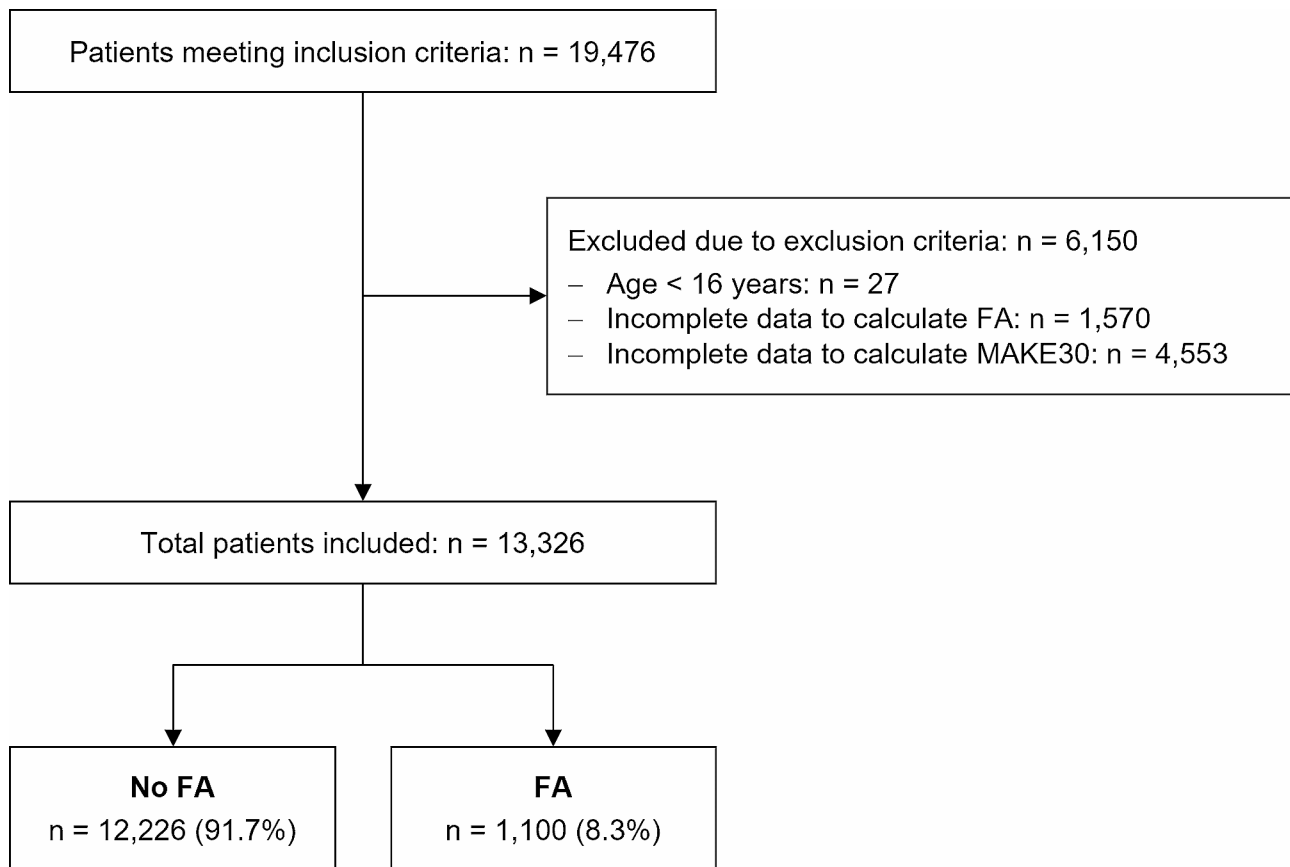 Patients meeting inclusion criteria: n = 19,476
Excluded due to exclusion criteria: n = 6,150
– Age < 16 years: n = 27
– Incomplete data to calculate FA: n = 1,570
– Incomplete data to calculate MAKE30: n = 4,553
Total patients included: n = 13,326
No FA
n = 12,226 (91.7%)
FA
n = 1,100 (8.3%)